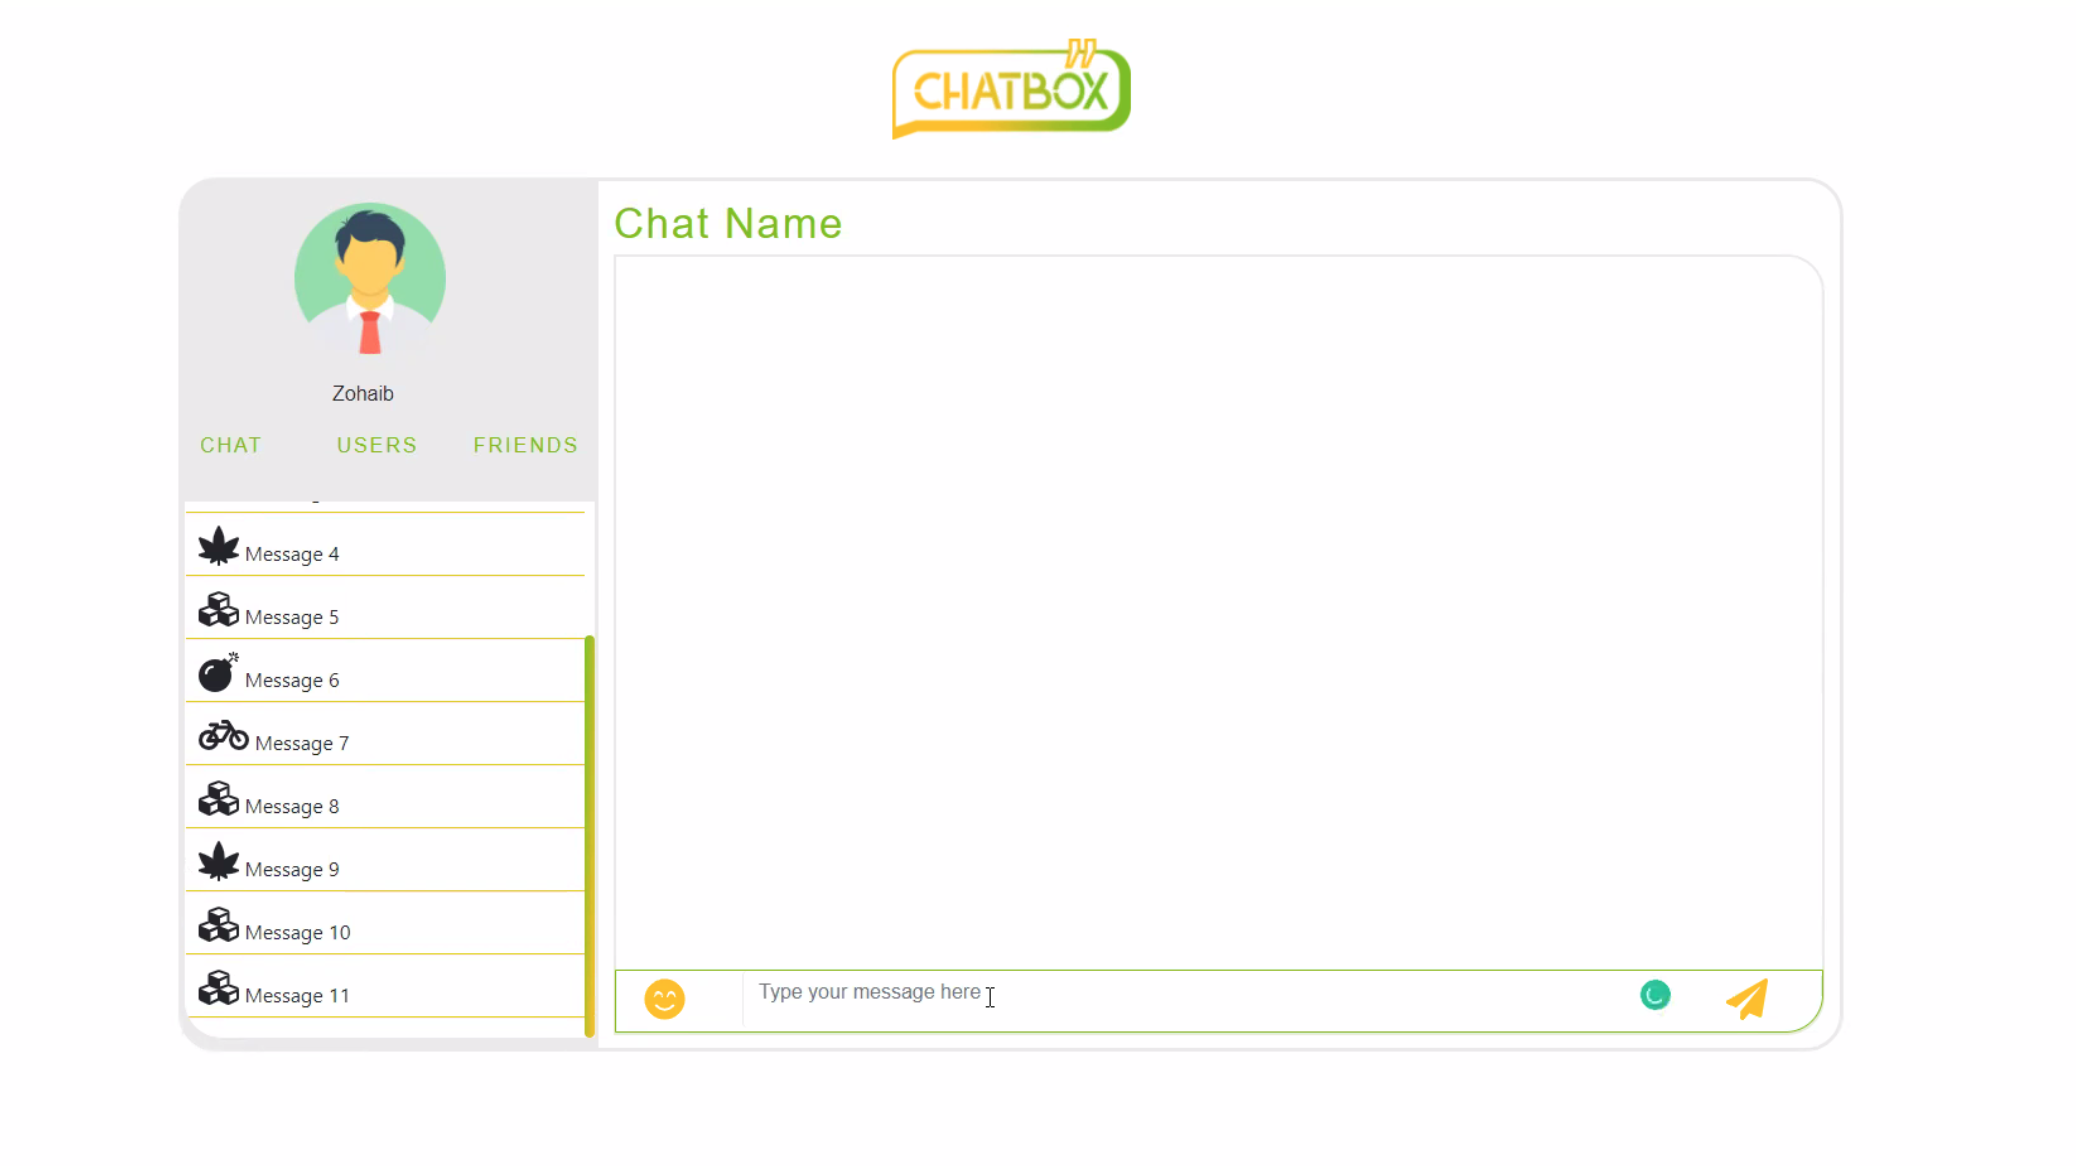 CHATBOX
Chat Name
Zohaib
CHAT USERS FRIENDS
Message 4
Message 5
Message 6
Message 7
Message 8
Message 9
Message 10
Message 11
Type your message here